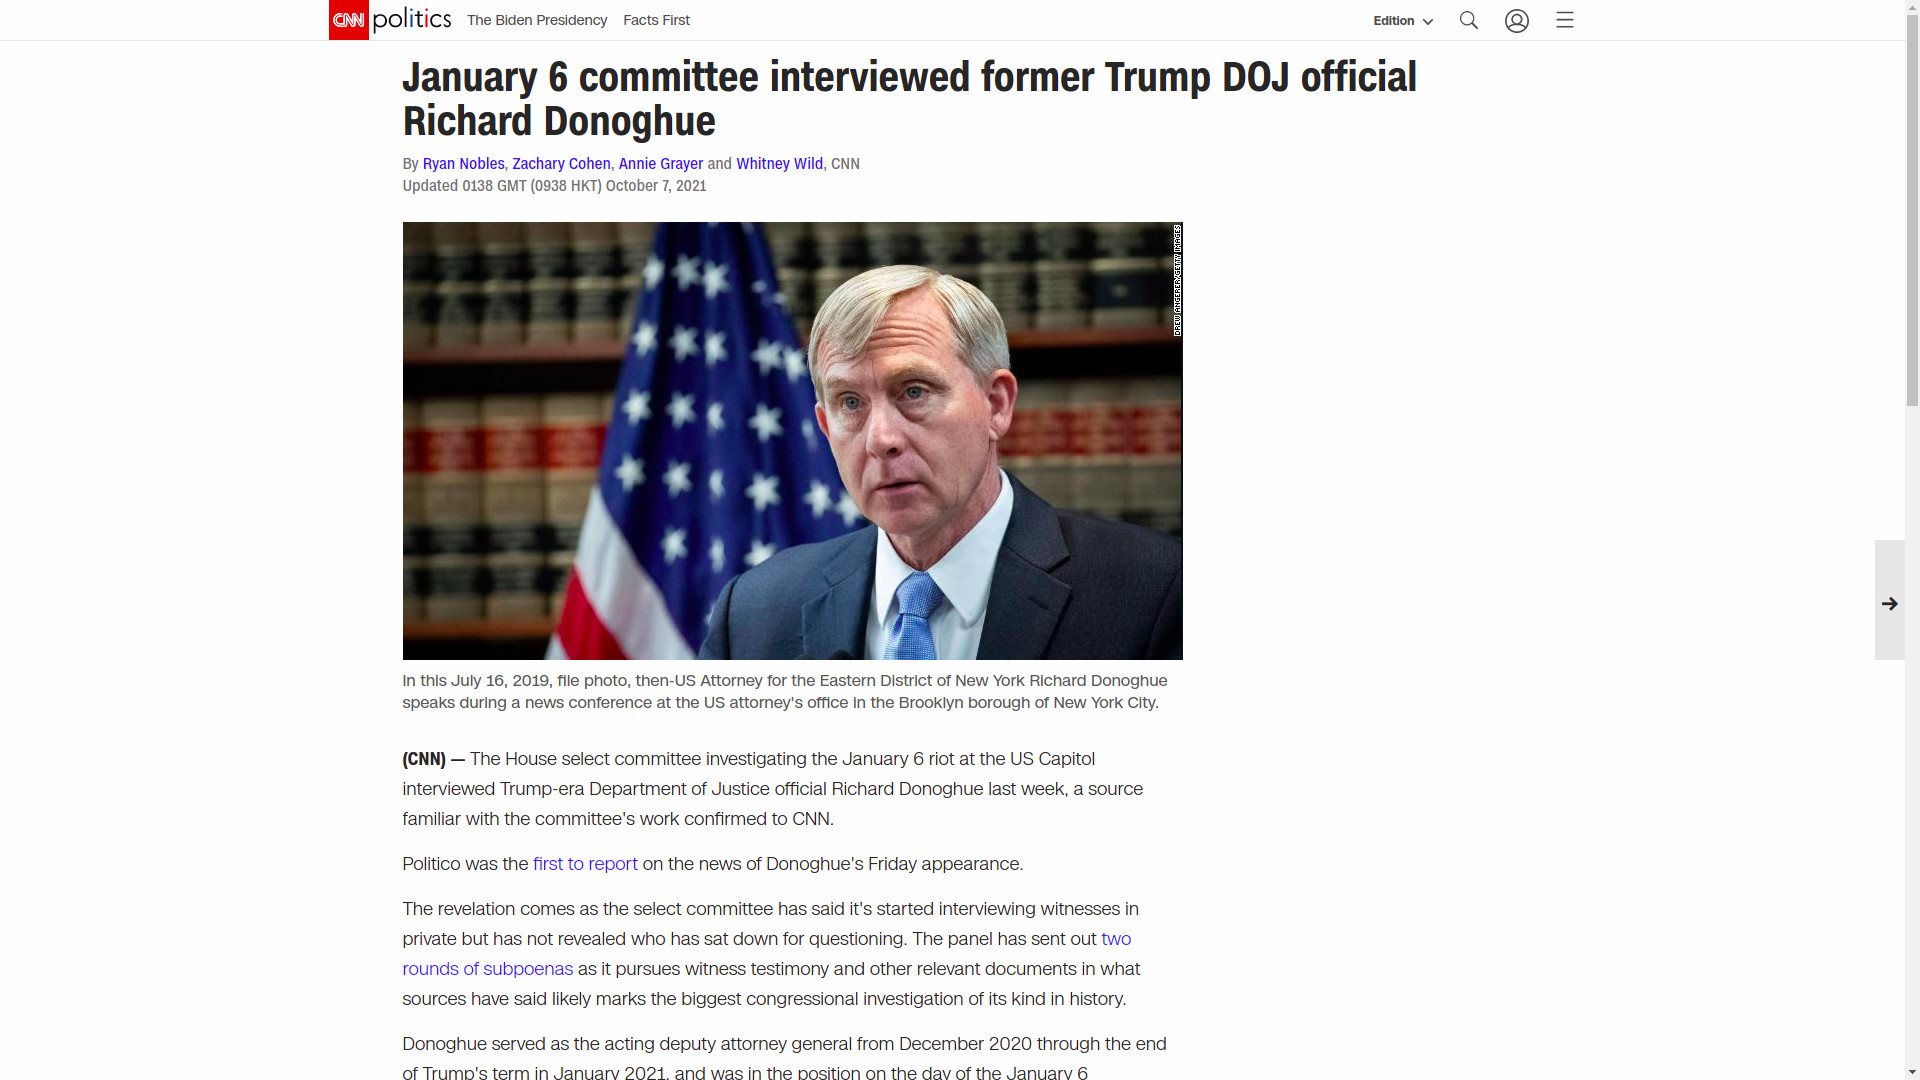 CNN politics The Biden Presidency Facts First Edition
January 6 committee interviewed former Trump DOJ official
Richard Donoghue
By Ryan Nobles, Zachary Cohen, Annie Grayer and Whitney Wild, CNN
Updated 0138 GMT (0938 HKT) October 7, 2021
DREW ANGERER/GETTY IMAGES
In this July 16, 2019, file photo, then-US Attorney for the Eastern District of New York Richard Donoghue
speaks during a news conference at the US attorney's office in the Brooklyn borough of New York City.
(CNN) — The House select committee investigating the January 6 riot at the US Capitol
interviewed Trump-era Department of Justice official Richard Donoghue last week, a source
familiar with the committee's work confirmed to CNN.
Politico was the first to report on the news of Donoghue's Friday appearance.
The revelation comes as the select committee has said it's started interviewing witnesses in
private but has not revealed who has sat down for questioning. The panel has sent out two
rounds of subpoenas as it pursues witness testimony and other relevant documents in what
sources have said likely marks the biggest congressional investigation of its kind in history.
Donoghue served as the acting deputy attorney general from December 2020 through the end
of Trump's term in January 2021, and was in the position on the day of the January 6